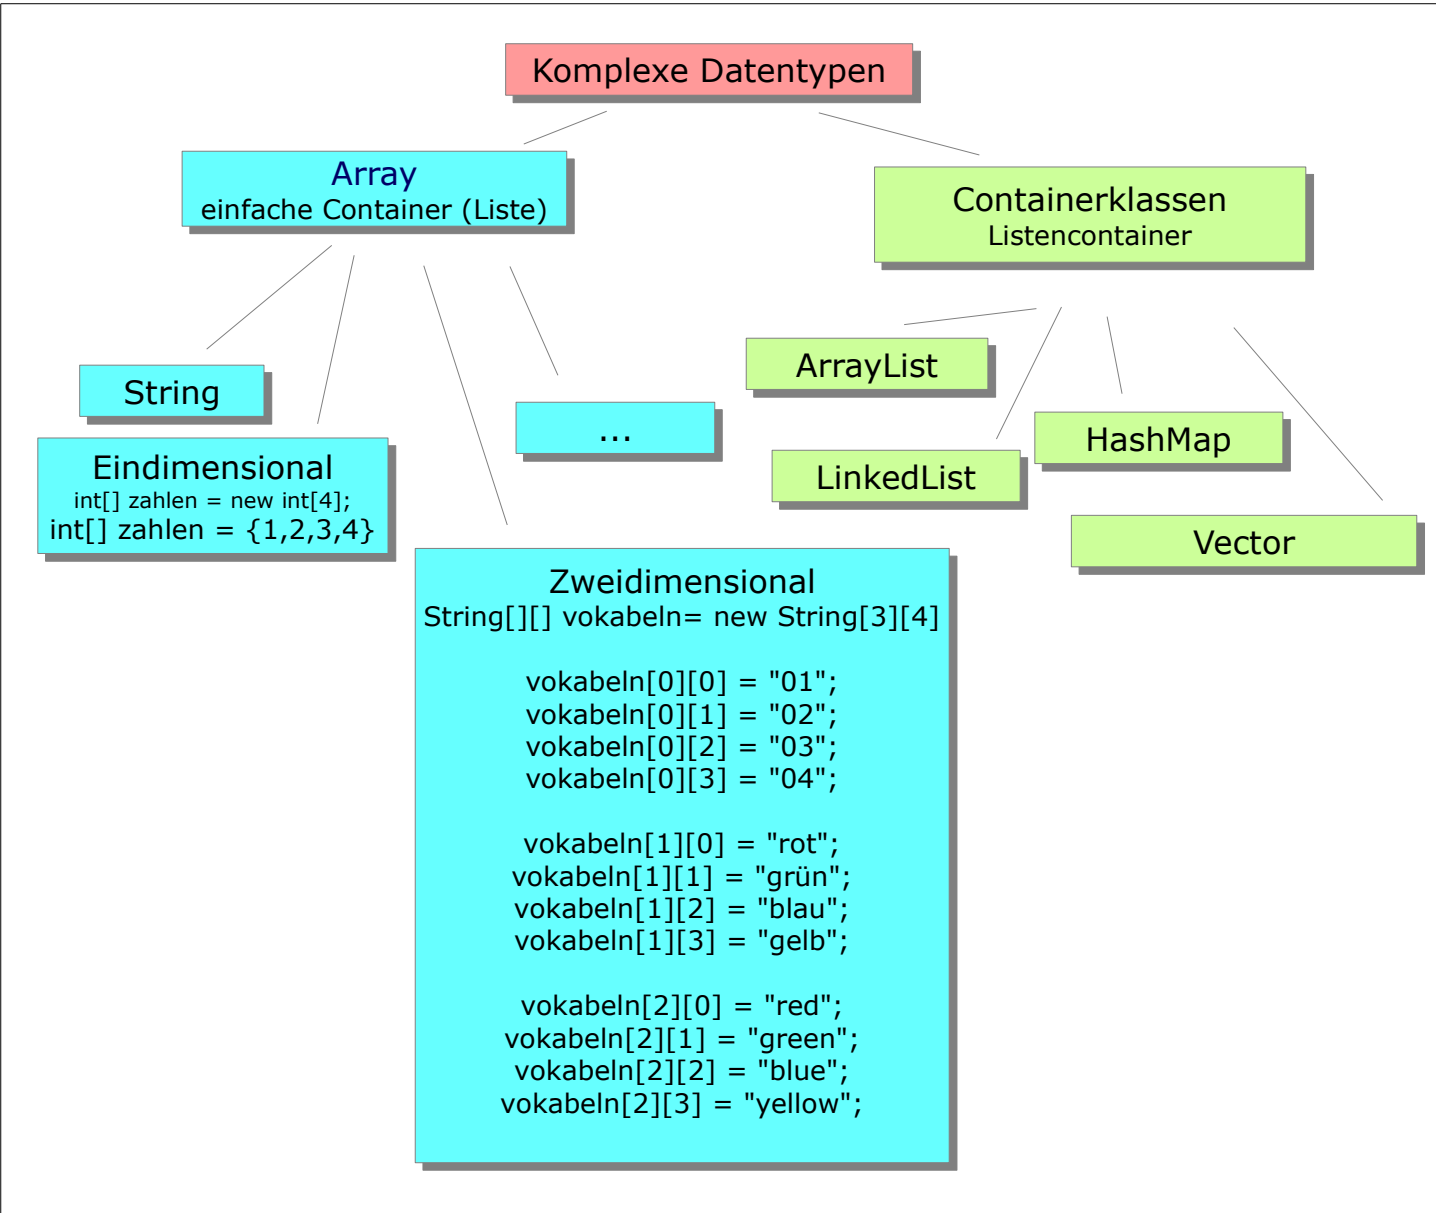 Komplexe Datentypen
Array
einfache Container (Liste)
Containerklassen
Listencontainer
String
Eindimensional
int[] zahlen = new int[4];
int[] zahlen = {1,2,3,4}
...
ArrayList
LinkedList
HashMap
Vector
Zweidimensional
String[][] vokabeln= new String[3][4]
vokabeln[0][0] = "01";
vokabeln[0][1] = "02";
vokabeln[0][2] = "03";
vokabeln[0][3] = "04";
vokabeln[1][0] = "rot";
vokabeln[1][1] = "grün";
vokabeln[1][2] = "blau";
vokabeln[1][3] = "gelb";
vokabeln[2][0] = "red";
vokabeln[2][1] = "green";
vokabeln[2][2] = "blue";
vokabeln[2][3] = "yellow";